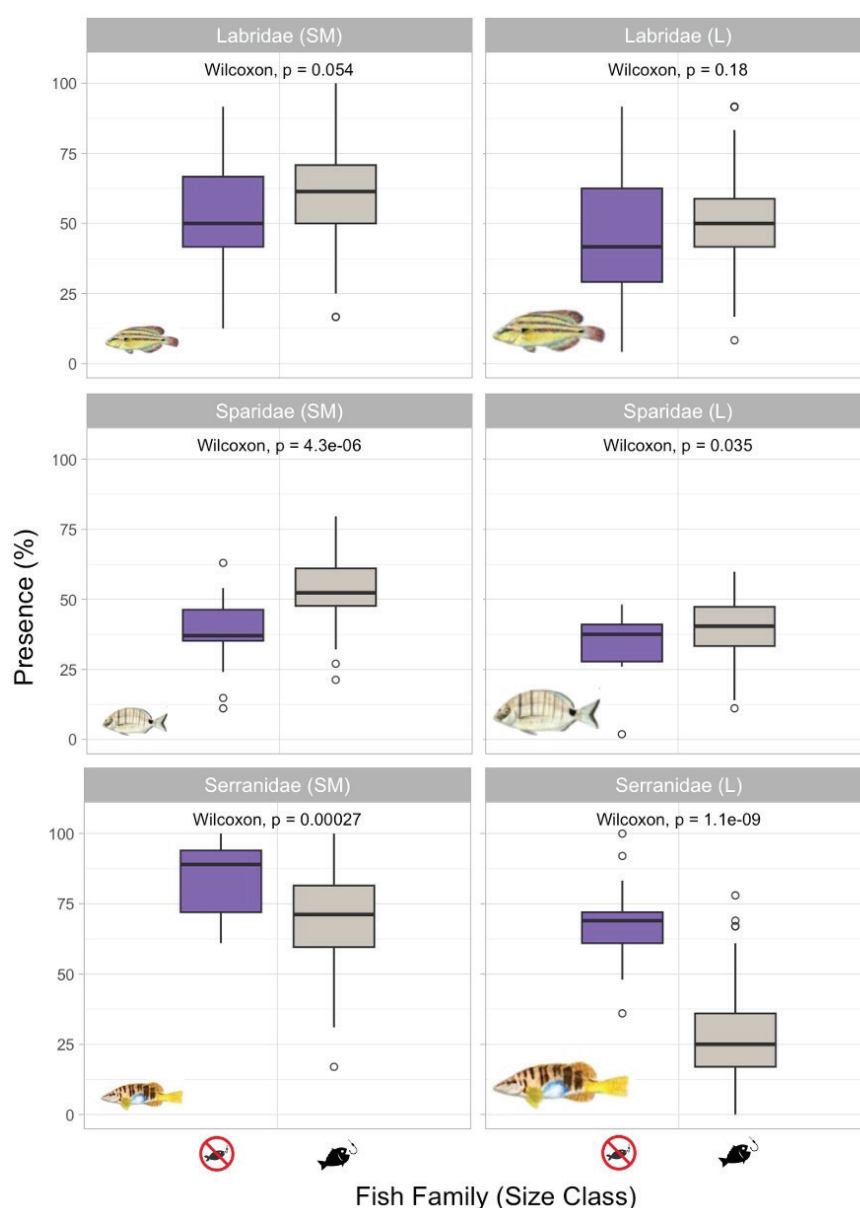 Labridae (SM)
Labridae (L)
Wilcoxon, p = 0.054
Wilcoxon, p = 0.18
100
75
50
25
0
Sparidae (SM)
Sparidae (L)
Wilcoxon, p = 4.3e-06
Wilcoxon, p = 0.035
100
75
50
25
0
Presence (%)
Serranidae (SM)
Serranidae (L)
Wilcoxon, p = 0.00027
Wilcoxon, p = 1.1e-09
100
75
50
25
0
Fish Family (Size Class)